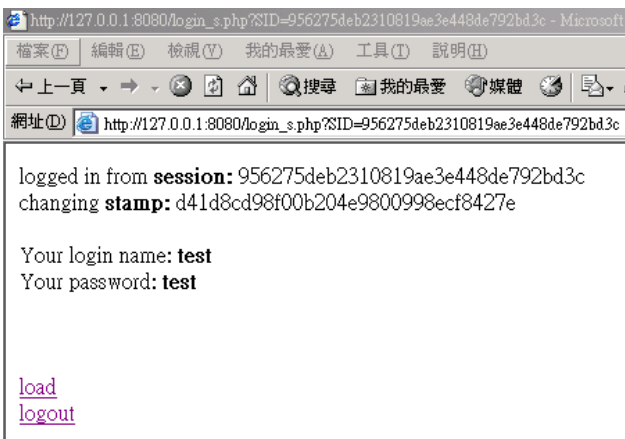 http://127.0.0.1:8080/login_s.php?SID=956275deb2310819ae3e448de792bd3c - Microsoft
檔案(F) 編輯(E) 檢視(V) 我的最愛(A) 工具(T) 說明(H)
上一頁 搜尋 我的最愛 媒體
網址(D) http://127.0.0.1:8080/login_s.php?SID=956275deb2310819ae3e448de792bd3c
logged in from session: 956275deb2310819ae3e448de792bd3c
changing stamp: d41d8cd98f00b204e9800998ecf8427e
Your login name: test
Your password: test
load
logout